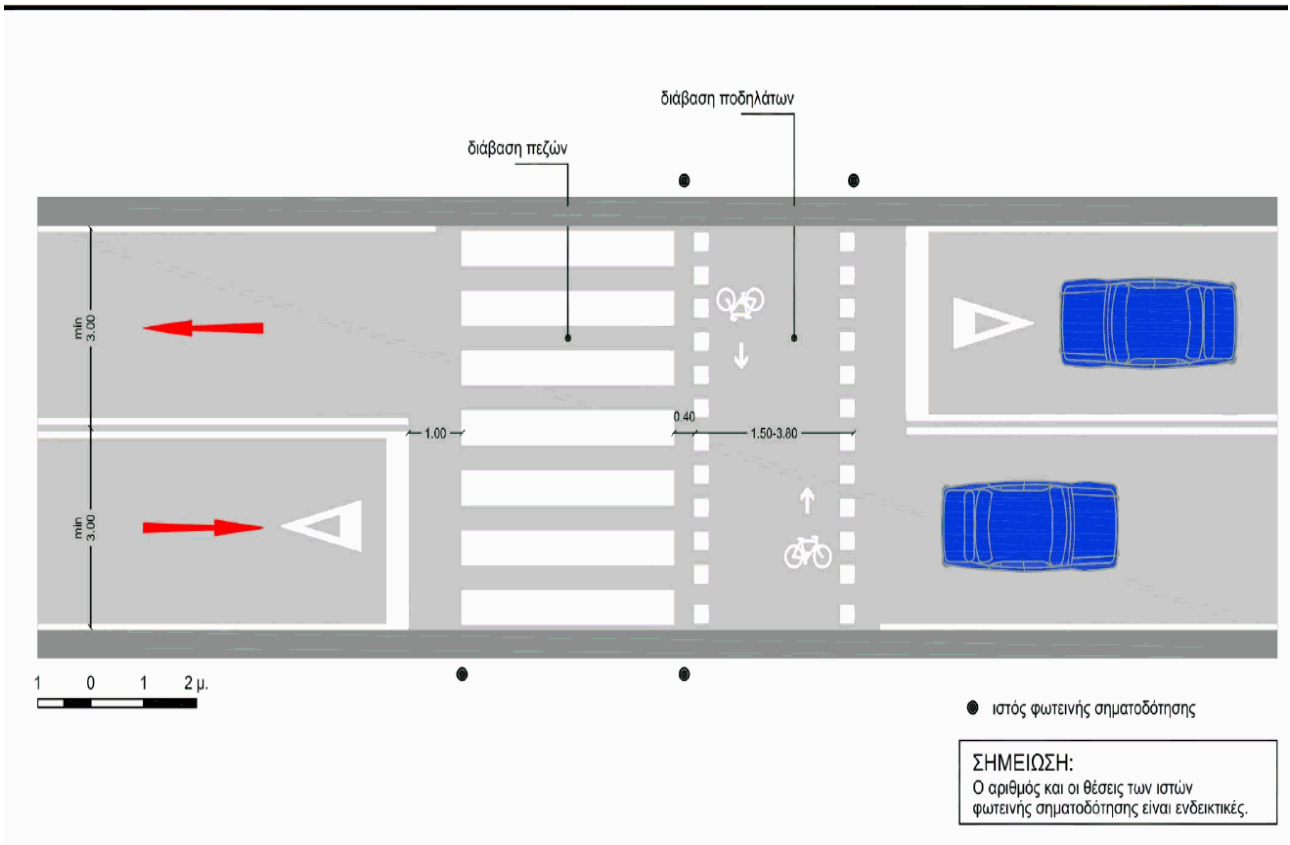 διάβαση ποδηλάτων
διάβαση πεζών
min
3.00
0.40
1.00
1.50-3.80
min
3.00
1 0 1 2 μ.
ιστός φωτεινής σηματοδότησης
ΣΗΜΕΙΩΣΗ:
Ο αριθμός και οι θέσεις των ιστών
φωτεινής σηματοδότησης είναι ενδεικτικές.